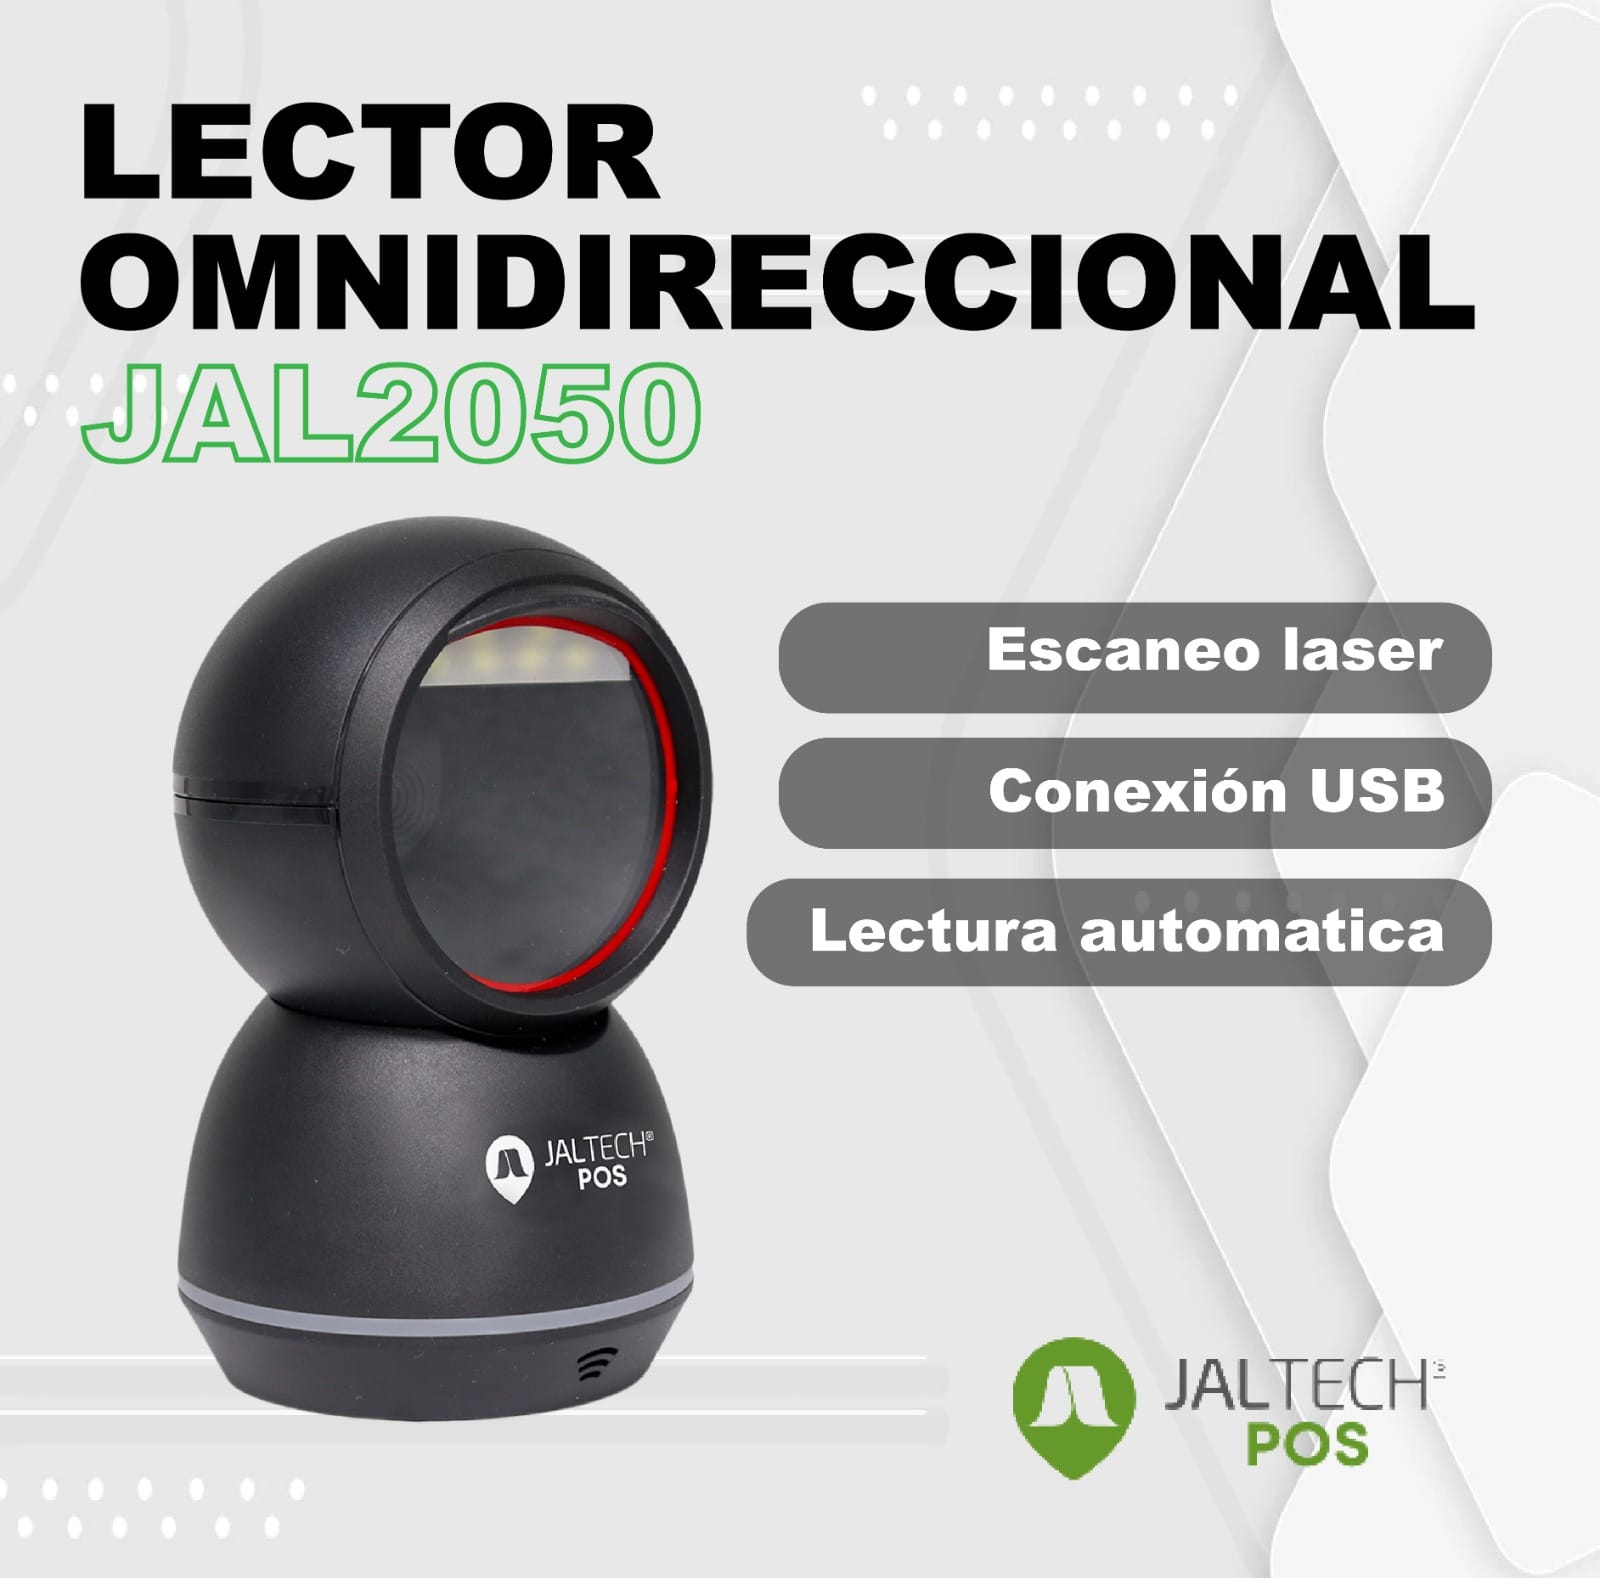 LECTOR
OMNIDIRECCIONAL
JAL2050
Escaneo laser
Conexión USB
Lectura automatica
JALTECH®
POS
JALTECH
POS